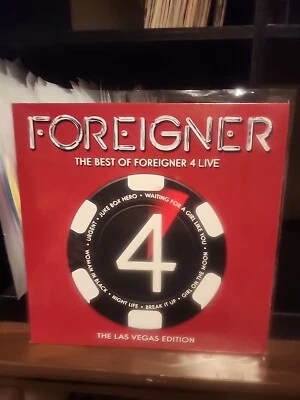 FOREIGNER
THE BEST OF FOREIGNER 4 LIVE
URGENT • JUKE BOX HERO • WAITING FOR A GIRL LIKE YOU • GIRL ON THE MOON • BREAK IT UP • NIGHT LIFE • WOMAN IN BLACK •
4
THE LAS VEGAS EDITION